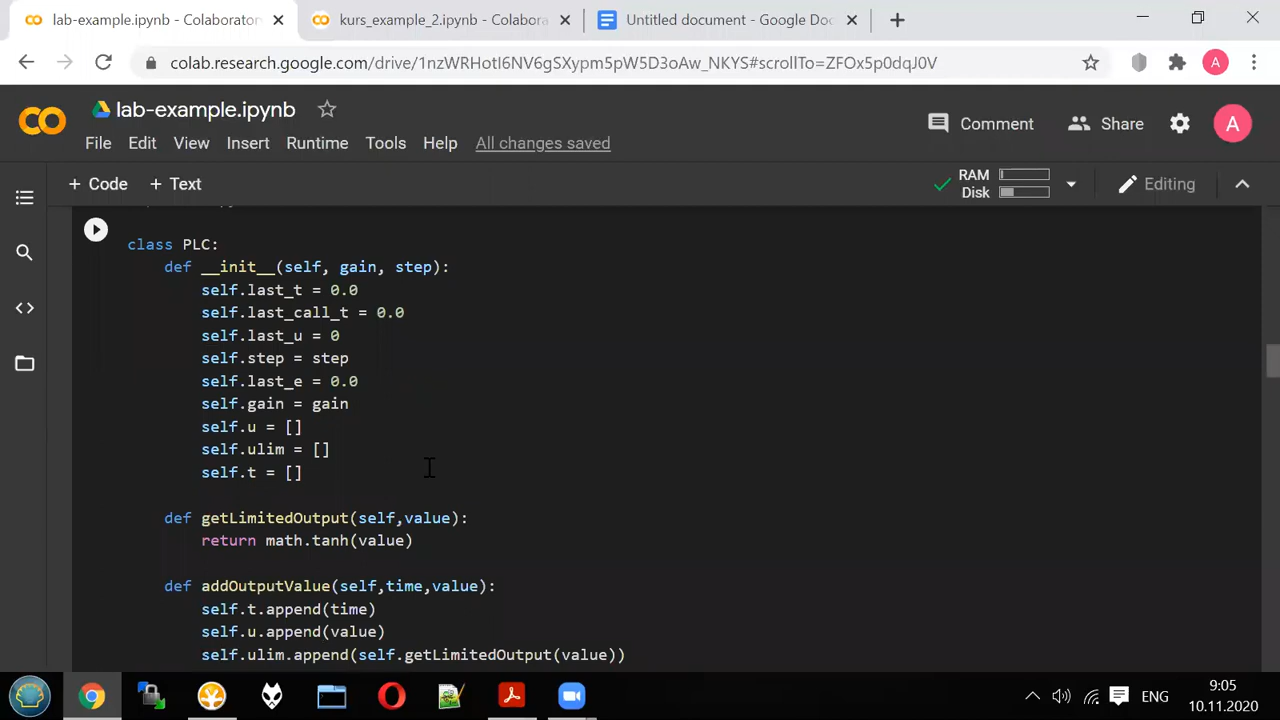 lab-example.ipynb - Colaborator
kurs_example_2.ipynb - Colabora
Untitled document - Google Doc
colab.research.google.com/drive/1nzWRHotI6NV6gSXypm5pW5D3oAw_NKYS#scrollTo=ZFOx5p0dqJ0V
A
lab-example.ipynb
Comment
Share
A
File Edit View Insert Runtime Tools Help All changes saved
+ Code + Text
RAM
Disk
Editing
class PLC:
def __init__(self, gain, step):
self.last_t = 0.0
self.last_call_t = 0.0
self.last_u = 0
self.step = step
self.last_e = 0.0
self.gain = gain
self.u = []
self.ulim = []
self.t = []
def getLimitedOutput(self,value):
return math.tanh(value)
def addOutputValue(self,time,value):
self.t.append(time)
self.u.append(value)
self.ulim.append(self.getLimitedOutput(value))
ENG
9:05
10.11.2020